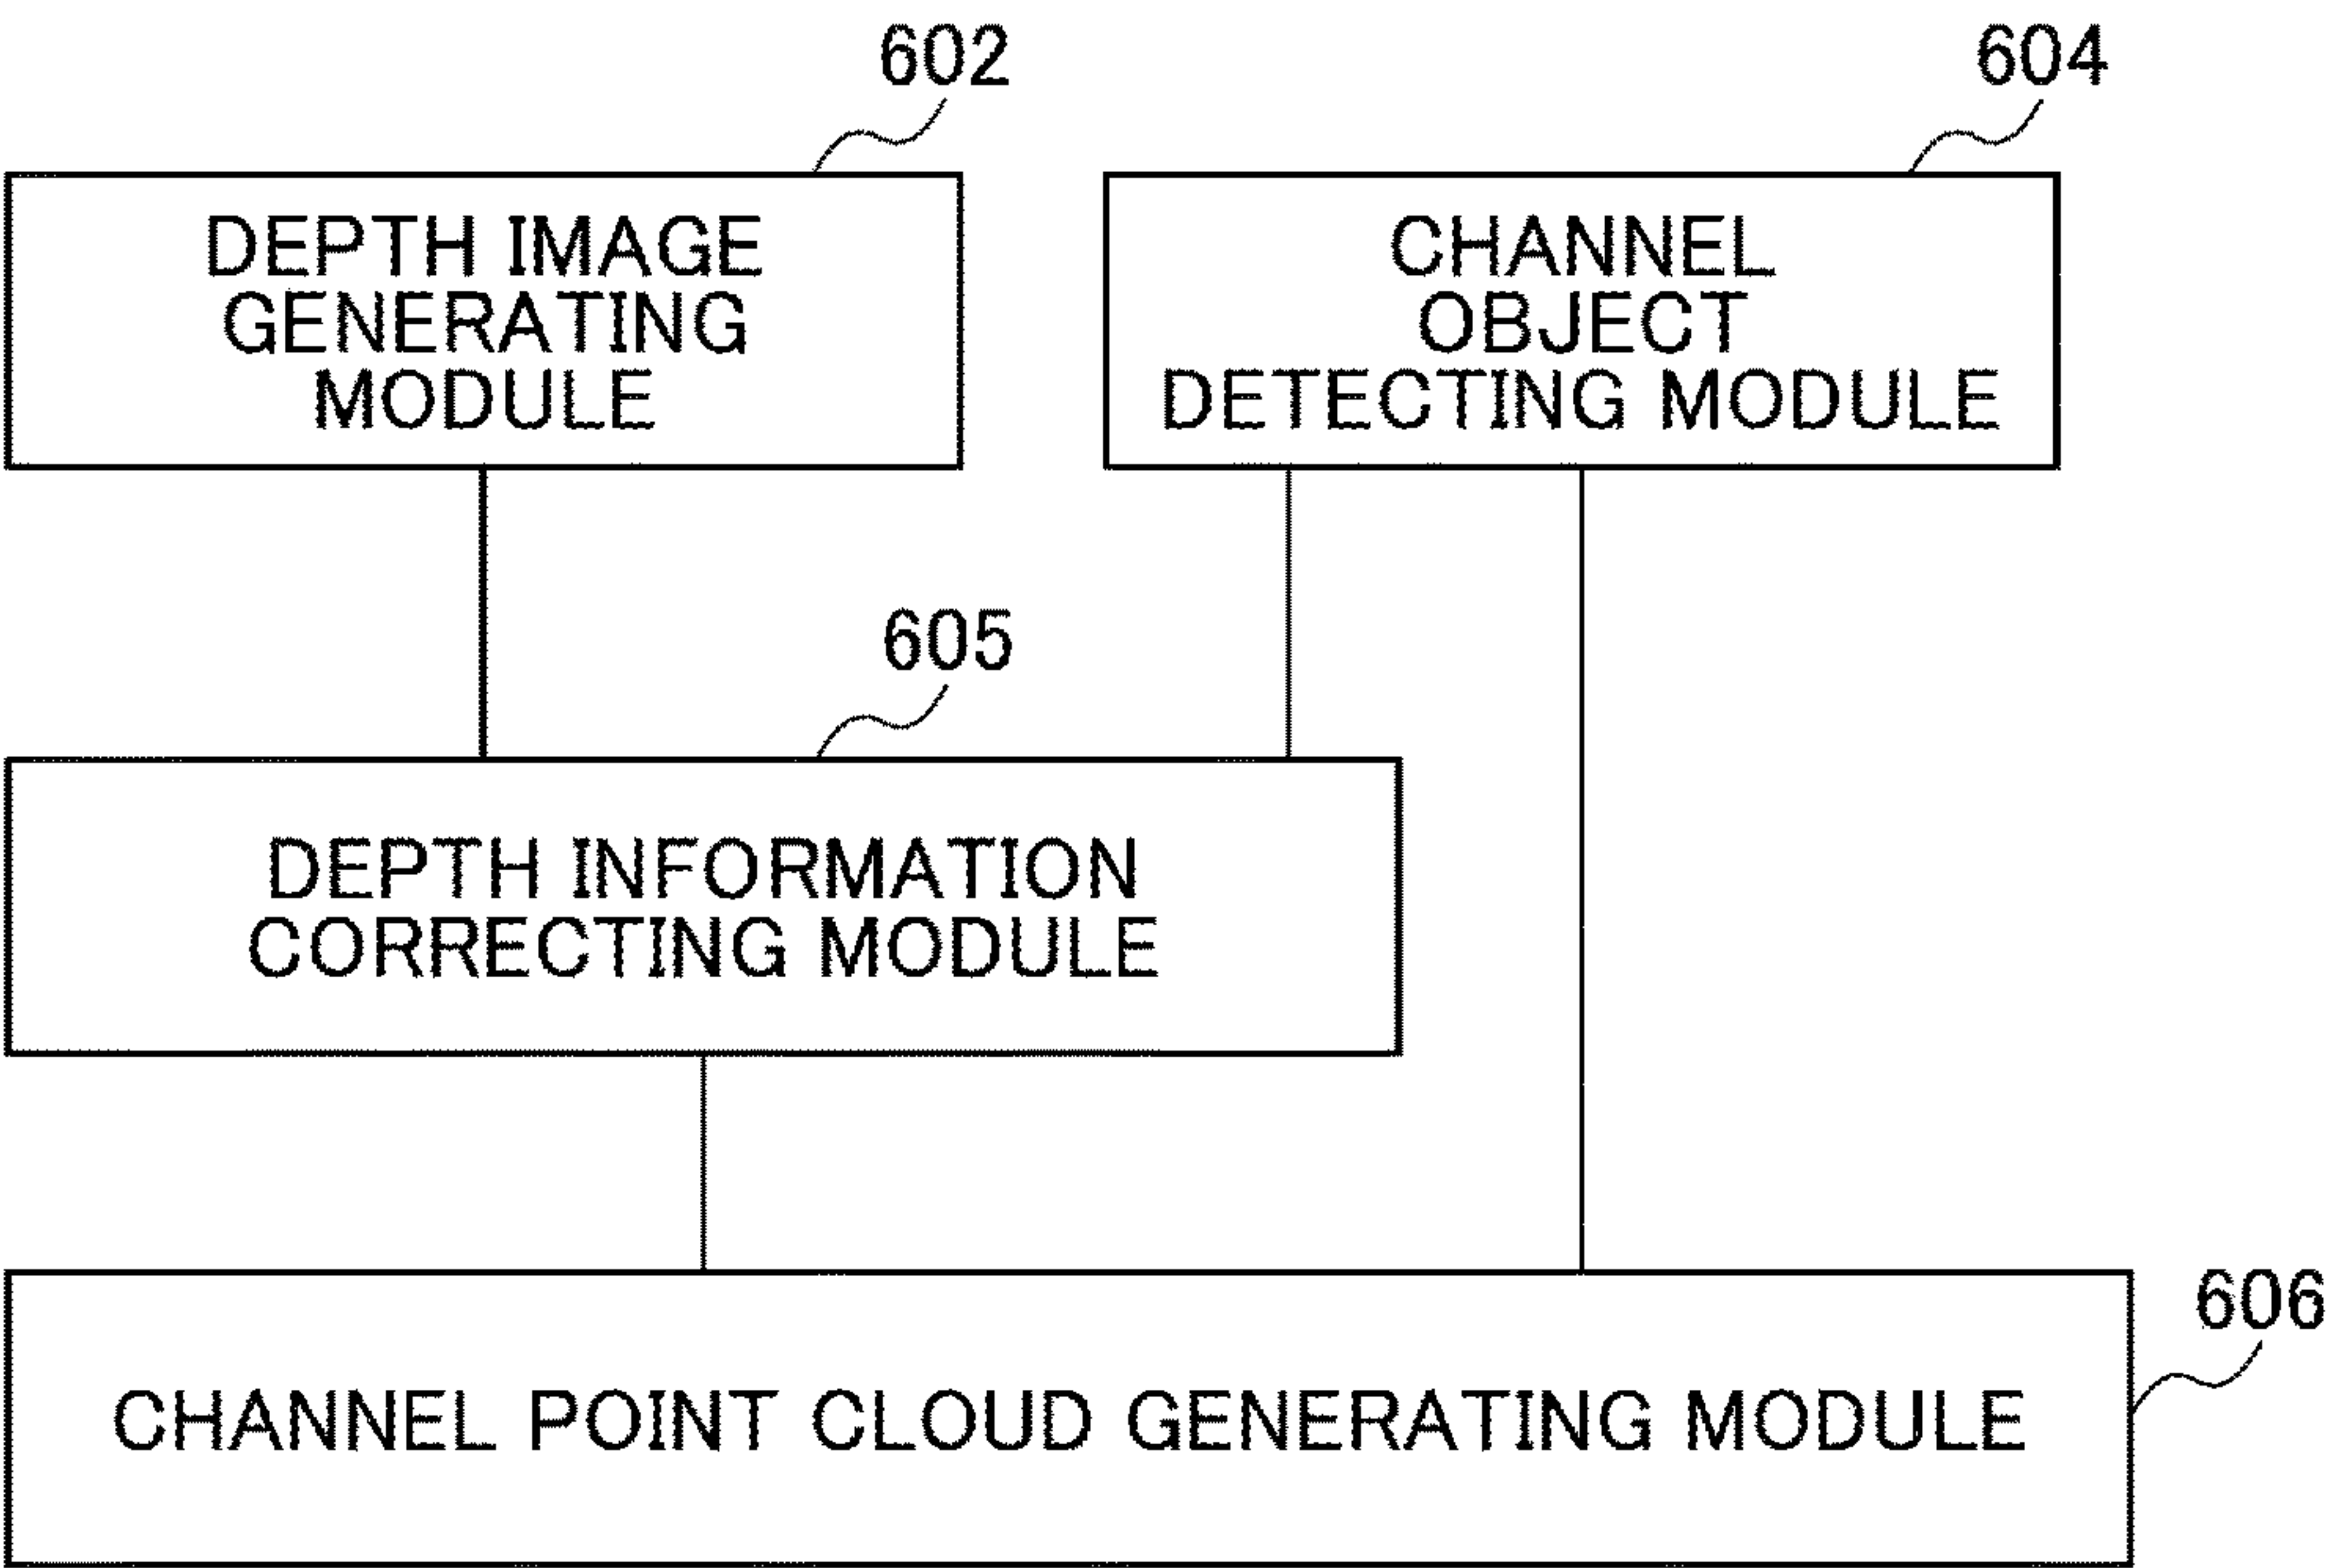 602
DEPTH IMAGE
GENERATING
MODULE
604
CHANNEL
OBJECT
DETECTING MODULE
605
DEPTH INFORMATION
CORRECTING MODULE
606
CHANNEL POINT CLOUD GENERATING MODULE